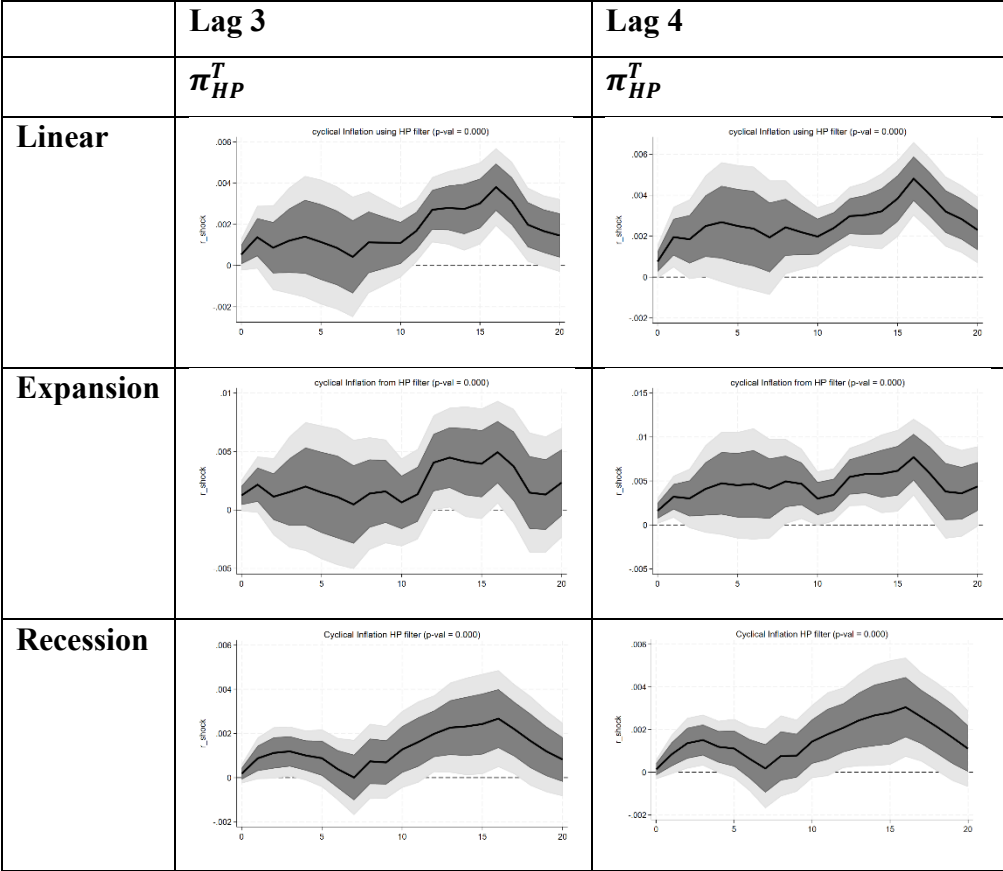 Lag 3 Lag 4
π^T_HP π^T_HP
Linear
cyclical Inflation using HP filter (p-val = 0.000)
.006
.004
.002
0
-.002
r_shock
0 5 10 15 20
cyclical Inflation using HP filter (p-val = 0.000)
.006
.004
.002
0
-.002
r_shock
0 5 10 15 20
Expansion
cyclical Inflation from HP filter (p-val = 0.000)
.01
.005
0
.005
r_shock
0 5 10 15 20
cyclical Inflation from HP filter (p-val = 0.000)
.015
.01
.005
0
-.005
r_shock
0 5 10 15 20
Recession
Cyclical Inflation HP filter (p-val = 0.000)
.006
.004
.002
0
-.002
r_shock
0 5 10 15 20
Cyclical Inflation HP filter (p-val = 0.000)
.006
.004
.002
0
-.002
r_shock
0 5 10 15 20